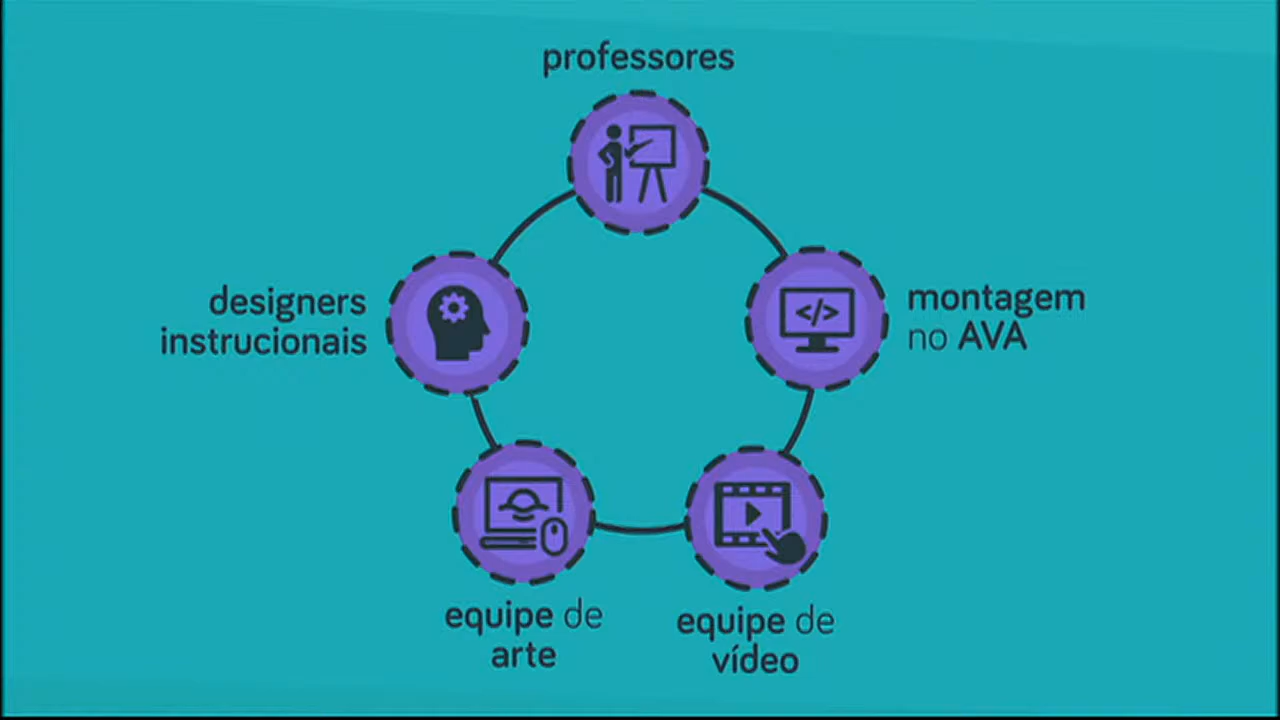 professores
designers
instrucionais
montagem
no AVA
equipe de
arte
equipe de
vídeo